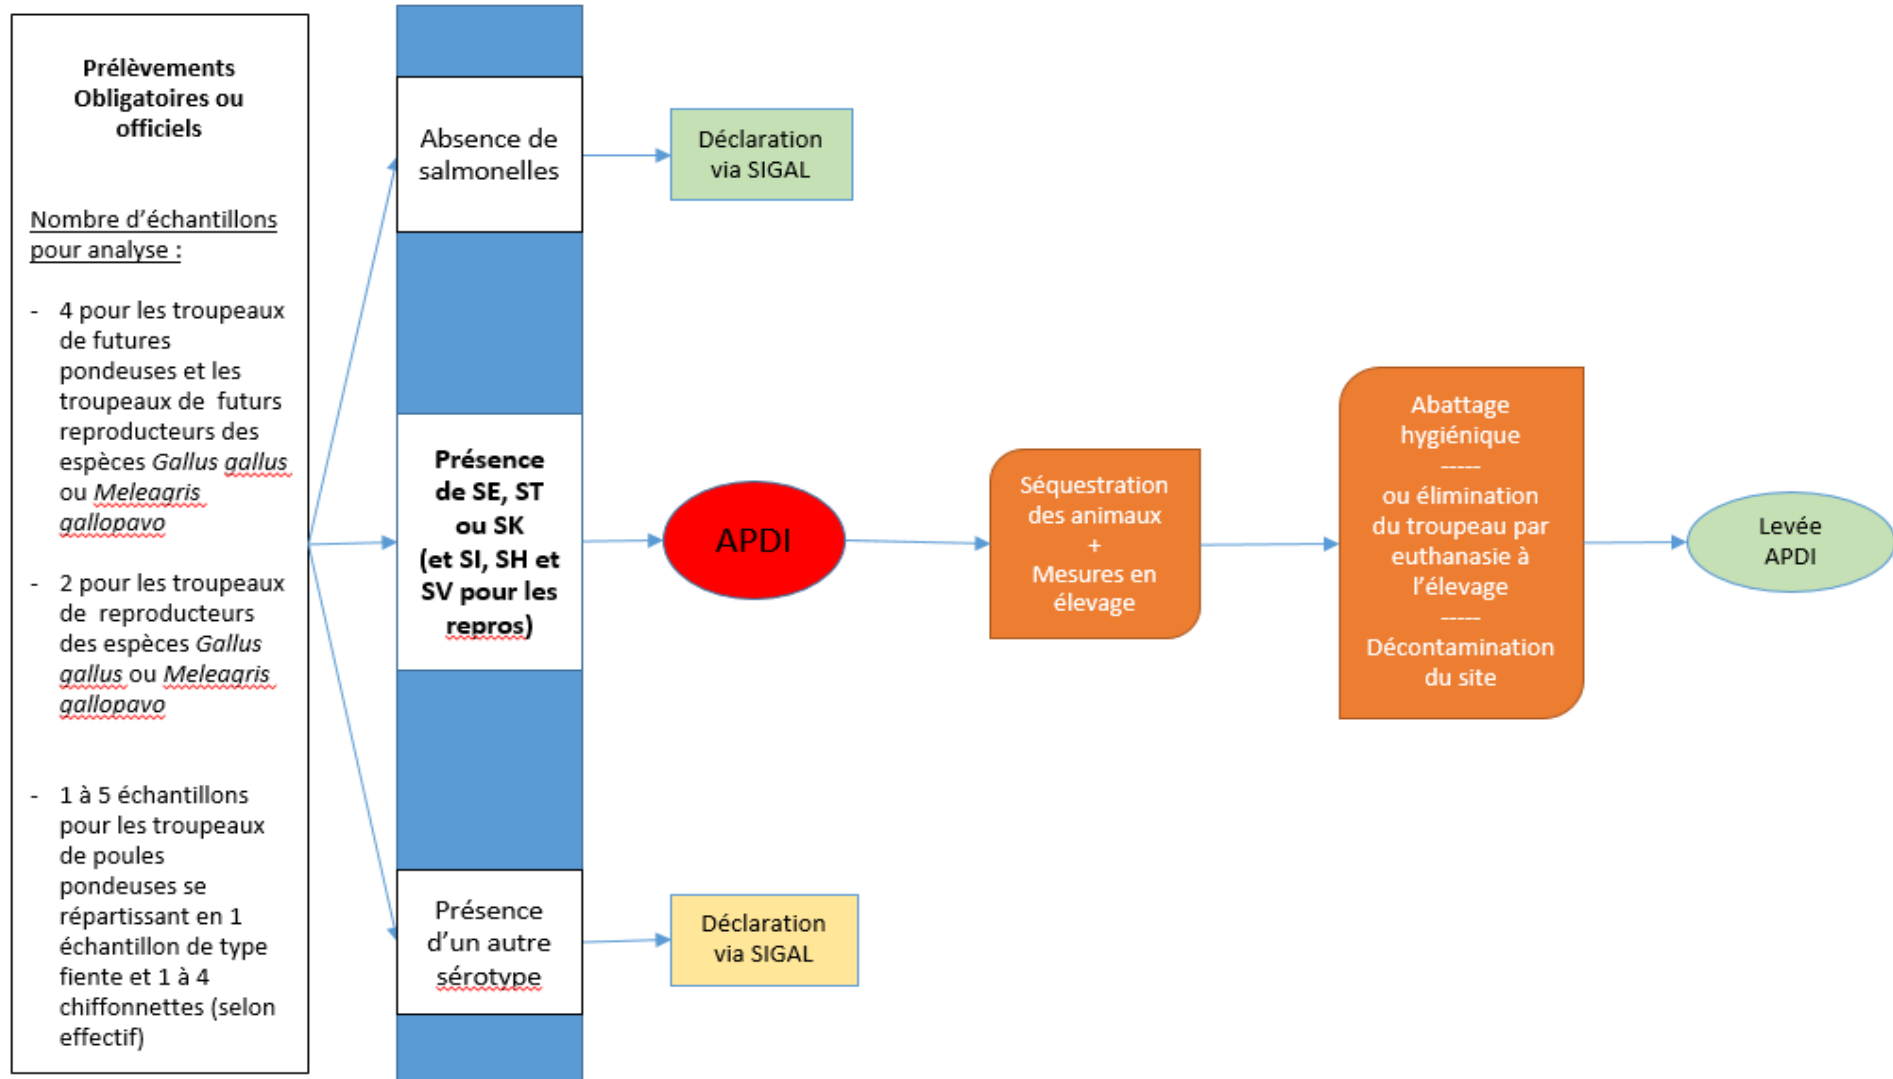 Prélèvements
Obligatoires ou
officiels
Nombre d'échantillons
pour analyse :
- 4 pour les troupeaux
de futures
pondeuses et les
troupeaux de futurs
reproducteurs des
espèces Gallus gallus
ou Meleagris
gallopavo
- 2 pour les troupeaux
de reproducteurs
des espèces Gallus
gallus ou Meleagris
gallopavo
- 1 à 5 échantillons
pour les troupeaux
de poules
pondeuses se
répartissant en 1
échantillon de type
fiente et 1 à 4
chiffonnettes (selon
effectif)
Absence de
salmonelles
Déclaration
via SIGAL
Présence
de SE, ST
ou SK
(et SI, SH et
SV pour les
repros)
APDI
Séquestration
des animaux
+
Mesures en
élevage
Abattage
hygiénique
-----
ou élimination
du troupeau par
euthanasie à
l'élevage
-----
Décontamination
du site
Levée
APDI
Présence
d'un autre
sérotype
Déclaration
via SIGAL